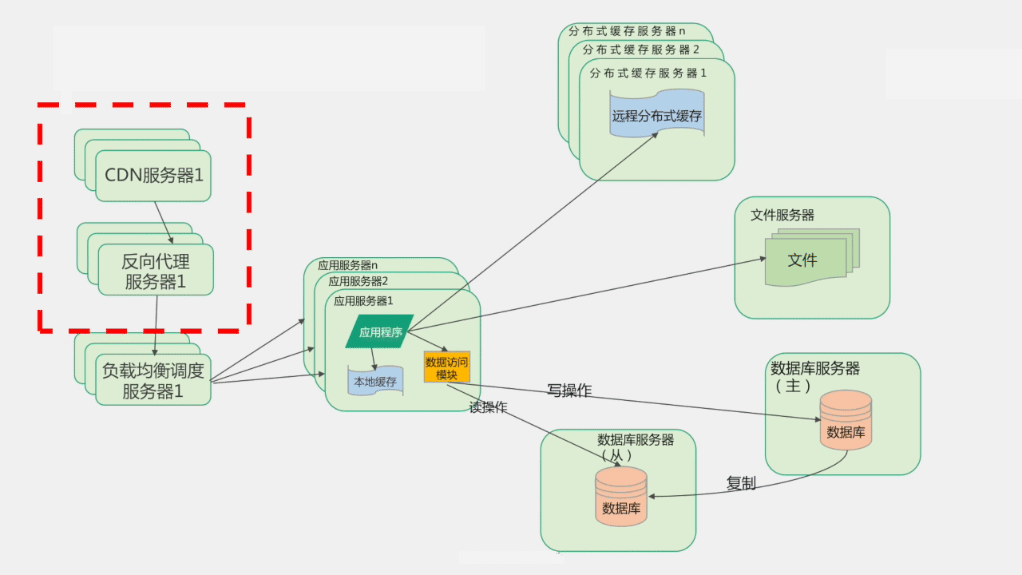 分布式缓存服务器n
分布式缓存服务器2
分布式缓存服务器1
远程分布式缓存
CDN服务器1
反向代理
服务器1
负载均衡调度
服务器1
应用服务器n
应用服务器2
应用服务器1
应用程序
本地缓存
数据访问
模块
文件服务器
文件
写操作
读操作
数据库服务器
（主）
数据库
数据库服务器
（从）
数据库
复制